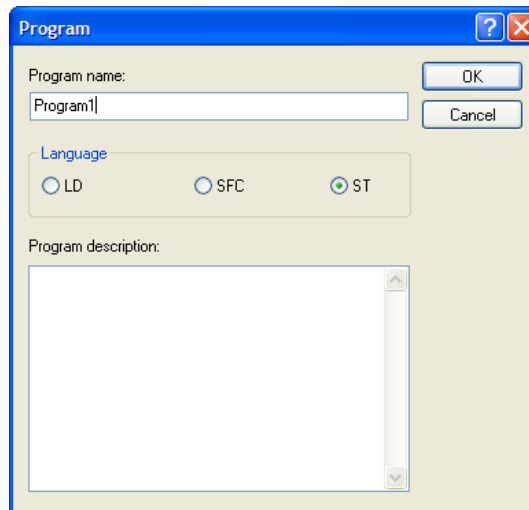 Program
Program name:
OK
Program1
Cancel
Language
LD
SFC
ST
Program description: